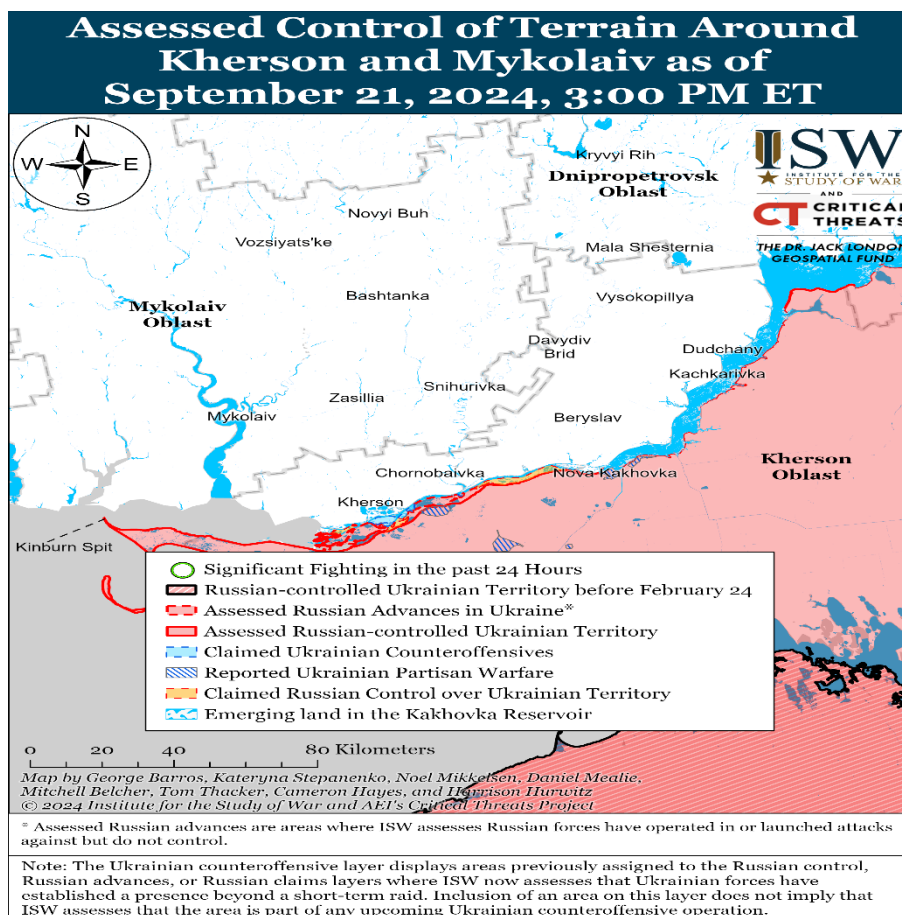 Assessed Control of Terrain Around
Kherson and Mykolaiv as of
September 21, 2024, 3:00 PM ET
N
W E
S
ISW
INSTITUTE FOR THE
STUDY OF WAR
AND
CT CRITICAL
THREATS
THE DR. JACK LONDON
GEOSPATIAL FUND
Kryvyi Rih
Dnipropetrovsk
Oblast
Novyi Buh
Vozsiyats'ke
Mala Shesternia
Bashtanka
Vysokopillya
Mykolaiv
Oblast
Davydiv
Brid
Dudchany
Kachkarivka
Snihurivka
Zasillia
Mykolaiv
Beryslav
Kherson
Oblast
Chornobaivka
Nova Kakhovka
Kherson
Kinburn Spit
Significant Fighting in the past 24 Hours
Russian-controlled Ukrainian Territory before February 24
Assessed Russian Advances in Ukraine*
Assessed Russian-controlled Ukrainian Territory
Claimed Ukrainian Counteroffensives
Reported Ukrainian Partisan Warfare
Claimed Russian Control over Ukrainian Territory
Emerging land in the Kakhovka Reservoir
0 20 40 80 Kilometers
Map by George Barros, Kateryna Stepanenko, Noel Mikkelsen, Daniel Mealie,
Mitchell Belcher, Tom Thacker, Cameron Hayes, and Harrison Hurwitz
© 2024 Institute for the Study of War and AEI's Critical Threats Project
* Assessed Russian advances are areas where ISW assesses Russian forces have operated in or launched attacks
against but do not control.
Note: The Ukrainian counteroffensive layer displays areas previously assigned to the Russian control,
Russian advances, or Russian claims layers where ISW now assesses that Ukrainian forces have
established a presence beyond a short-term raid. Inclusion of an area on this layer does not imply that
ISW assesses that the area is part of any upcoming Ukrainian counteroffensive operation.